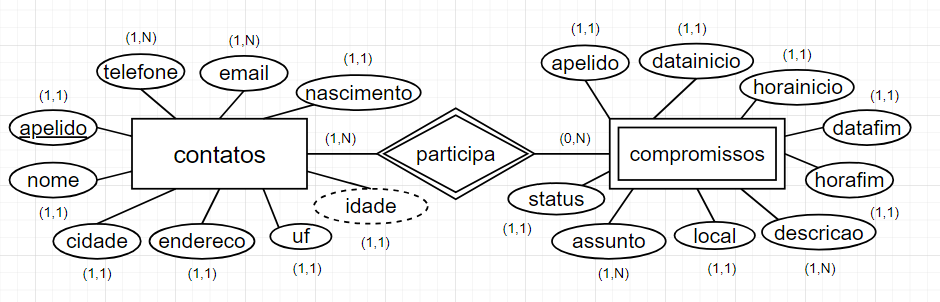 (1,N)
telefone
(1,N)
email
(1,1)
nascimento
(1,1)
apelido
contatos
nome
(1,1)
cidade
(1,1)
endereco
(1,1)
uf
(1,1)
idade
(1,1)
(1,N)
participa
(0,N)
(1,1)
apelido
(1,1)
datainicio
(1,1)
horainicio
(1,1)
datafim
compromissos
horafim
(1,1)
status
(1,1)
assunto
(1,N)
local
(1,1)
descricao
(1,N)